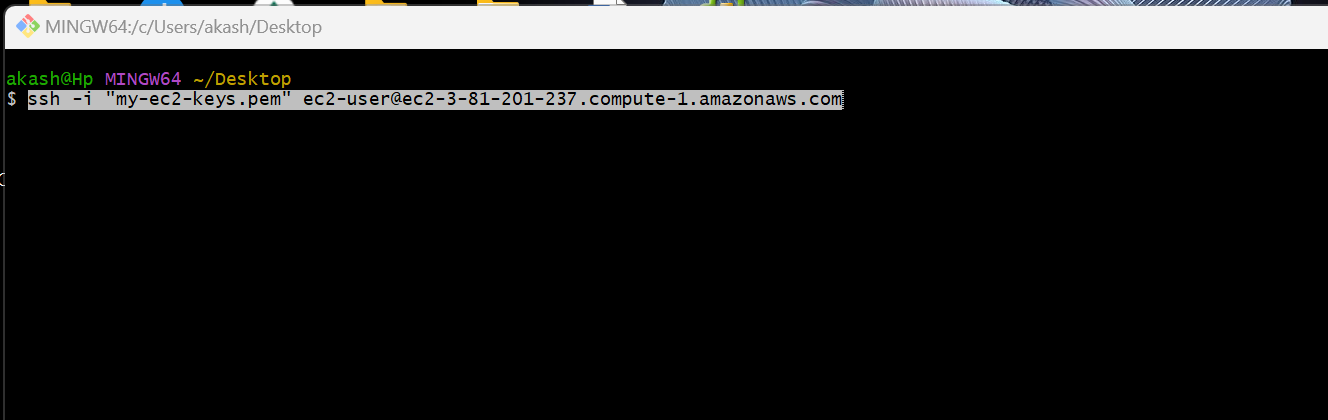 MINGW64:/c/Users/akash/Desktop
akash@Hp MINGW64 ~/Desktop
$ ssh -i "my-ec2-keys.pem" ec2-user@ec2-3-81-201-237.compute-1.amazonaws.com